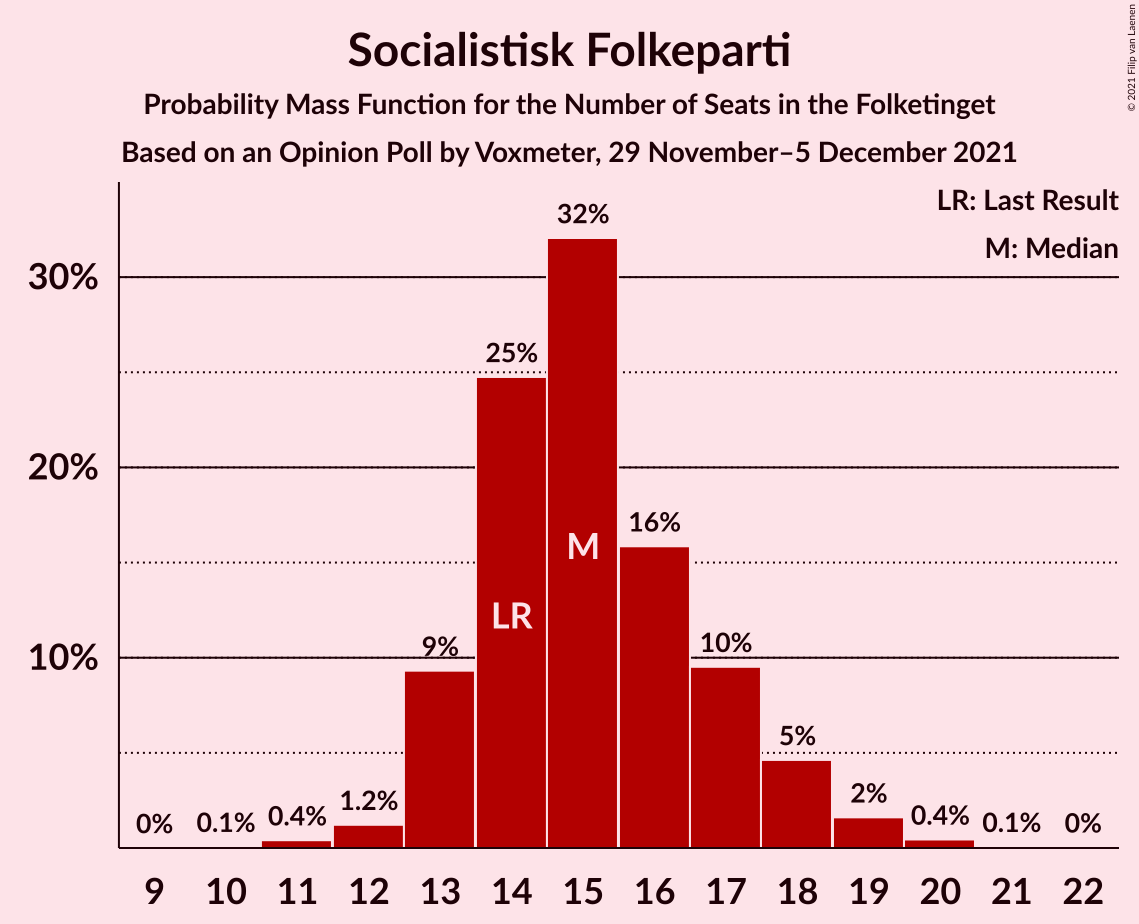 Socialistisk Folkeparti
Probability Mass Function for the Number of Seats in the Folketinget
Based on an Opinion Poll by Voxmeter, 29 November–5 December 2021
© 2021 Filip van Laenen
LR: Last Result
M: Median
30%
20%
10%
0%
0.1%
0.4%
1.2%
9%
25%
32%
16%
10%
5%
2%
0.4%
0.1%
0%
LR
M
9 10 11 12 13 14 15 16 17 18 19 20 21 22